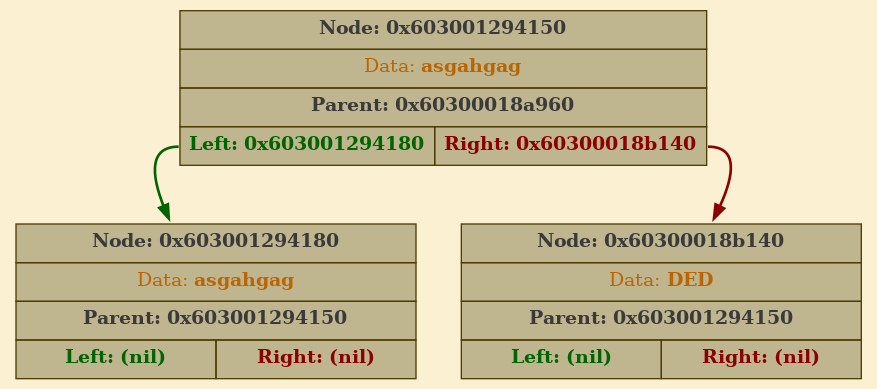 Node: 0x603001294150
Data: asgahgag
Parent: 0x60300018a960
Left: 0x603001294180 Right: 0x60300018b140
Node: 0x603001294180
Data: asgahgag
Parent: 0x603001294150
Left: (nil) Right: (nil)
Node: 0x60300018b140
Data: DED
Parent: 0x603001294150
Left: (nil) Right: (nil)